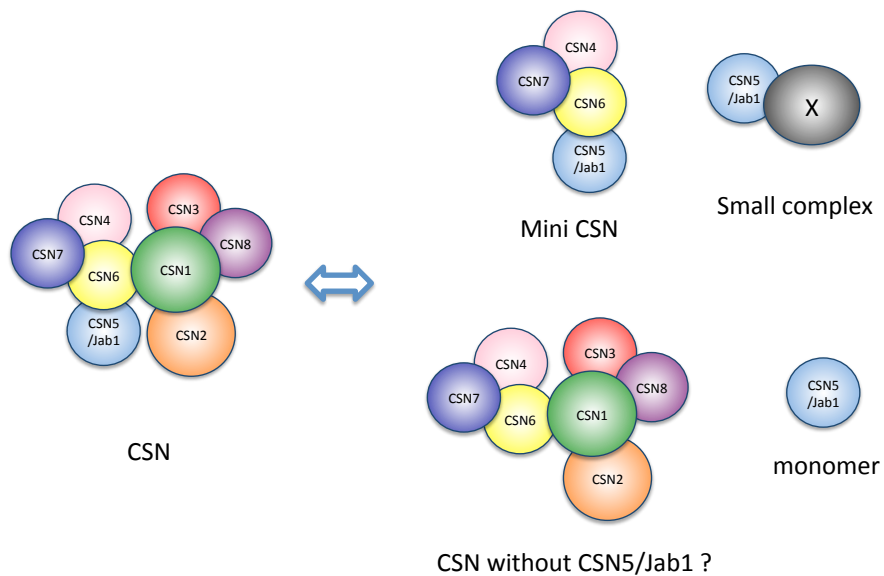 CSN4
CSN3
CSN7
CSN6
CSN1
CSN8
CSN5
/Jab1
CSN2
CSN
CSN4
CSN7
CSN6
CSN5
/Jab1
Mini CSN
CSN5
/Jab1
X
Small complex
CSN4
CSN3
CSN7
CSN6
CSN1
CSN8
CSN2
CSN without CSN5/Jab1 ?
CSN5
/Jab1
monomer